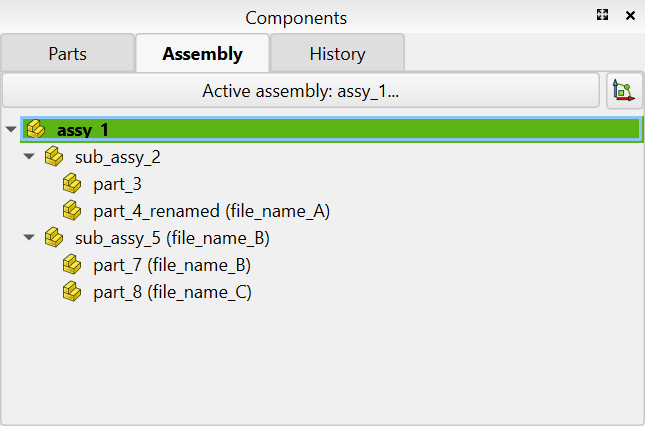 Components
Parts
Assembly
History
Active assembly: assy_1...
assy_1
sub_assy_2
part_3
part_4_renamed (file_name_A)
sub_assy_5 (file_name_B)
part_7 (file_name_B)
part_8 (file_name_C)